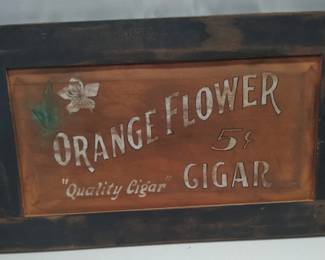 ORANGE FLOWER
5¢
"Quality Cigar" CIGAR